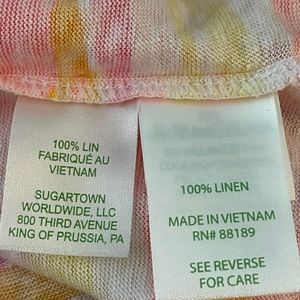 100% LIN
FABRIQUÉ AU
VIETNAM
SUGARTOWN
WORLDWIDE, LLC
800 THIRD AVENUE
KING OF PRUSSIA, PA
100% LINEN
MADE IN VIETNAM
RN# 88189
SEE REVERSE
FOR CARE